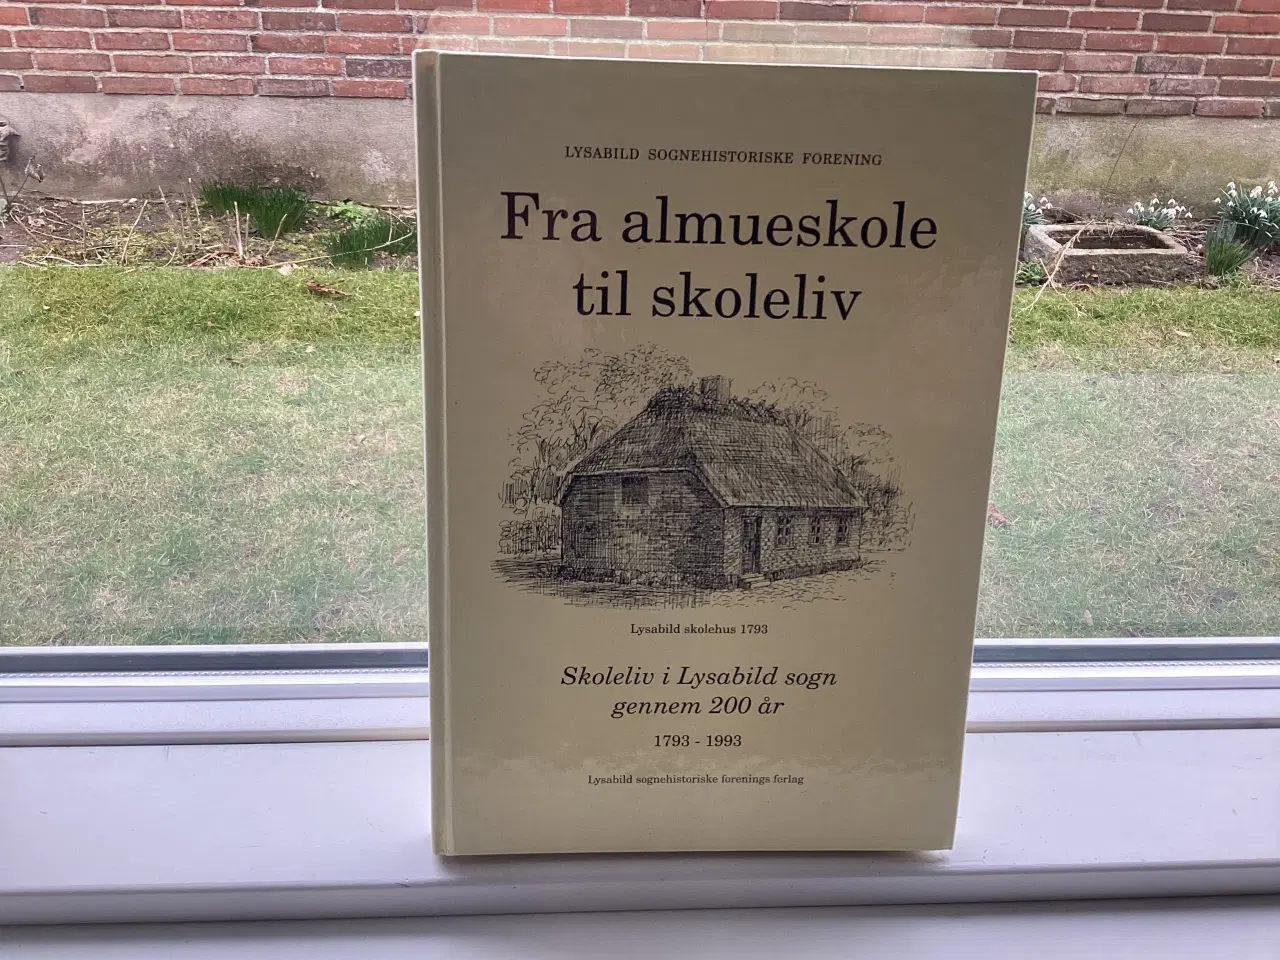 LYSABILD SOGNEHISTORISKE FORENING
Fra almueskole
til skoleliv
Lysabild skolehus 1793
Skoleliv i Lysabild sogn
gennem 200 år
1793 - 1993
Lysabild sognehistoriske forenings forlag